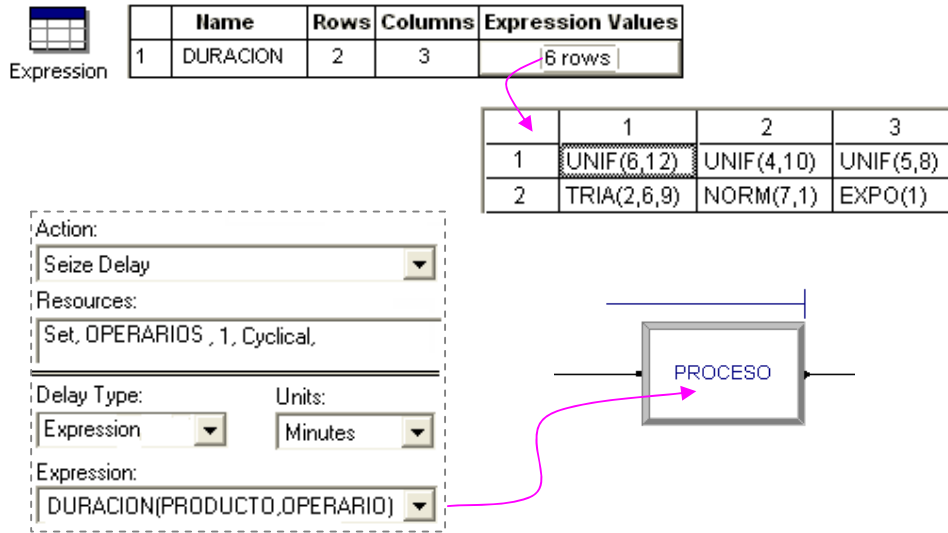 Name Rows Columns Expression Values
1 DURACION 2 3 6 rows
Expression
1 2 3
1 UNIF(6,12) UNIF(4,10) UNIF(5,8)
2 TRIA(2,6,9) NORM(7,1) EXPO(1)
Action:
Seize Delay
Resources:
Set, OPERARIOS , 1, Cyclical,
Delay Type: Units:
Expression Minutes
Expression:
DURACION(PRODUCTO,OPERARIO)
PROCESO